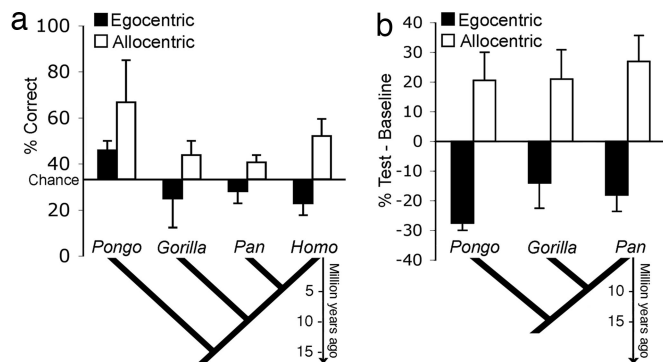 a
Egocentric
Allocentric
% Correct
100
80
60
40
Chance
20
0
Pongo Gorilla Pan Homo
5
10
15
Million years ago
b
Egocentric
Allocentric
% Test - Baseline
40
30
20
10
0
-10
-20
-30
-40
Pongo Gorilla Pan
5
10
15
Million years ago